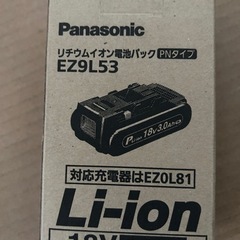 Panasonic
リチウムイオン電池パック PNタイプ
EZ9L53
18V 3.0Ah
対応充電器はEZ0L81
Li-ion
18V